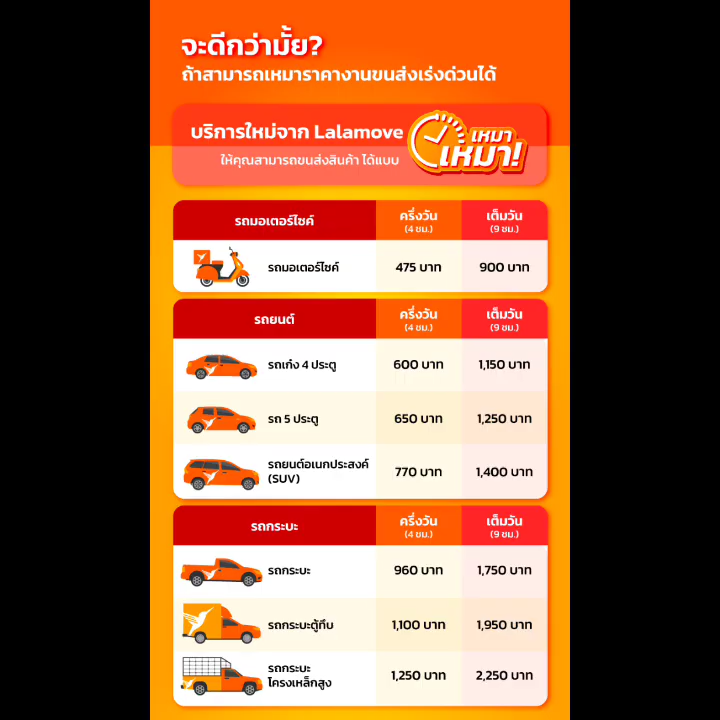 จะดีกว่ามั้ย?
ถ้าสามารถเหมาราคางานขนส่งเร่งด่วนได้
บริการใหม่จาก Lalamove
ให้คุณสามารถขนส่งสินค้า ได้แบบ
เหมา
เหมา!
รถมอเตอร์ไซค์ ครึ่งวัน (4 ชม.) เต็มวัน (9 ชม.)
รถมอเตอร์ไซค์ 475 บาท 900 บาท
รถยนต์ ครึ่งวัน (4 ชม.) เต็มวัน (9 ชม.)
รถเก๋ง 4 ประตู 600 บาท 1,150 บาท
รถ 5 ประตู 650 บาท 1,250 บาท
รถยนต์อเนกประสงค์ (SUV) 770 บาท 1,400 บาท
รถกระบะ ครึ่งวัน (4 ชม.) เต็มวัน (9 ชม.)
รถกระบะ 960 บาท 1,750 บาท
รถกระบะตู้ทึบ 1,100 บาท 1,950 บาท
รถกระบะ โครงเหล็กสูง 1,250 บาท 2,250 บาท